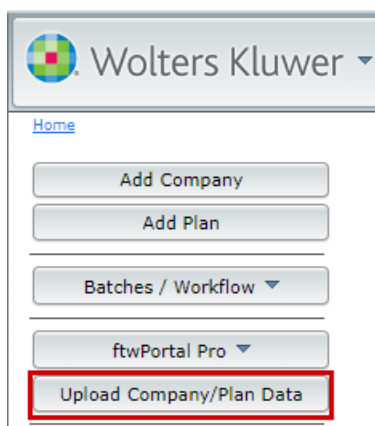 Wolters Kluwer
Home
Add Company
Add Plan
Batches / Workflow
ftwPortal Pro
Upload Company/Plan Data